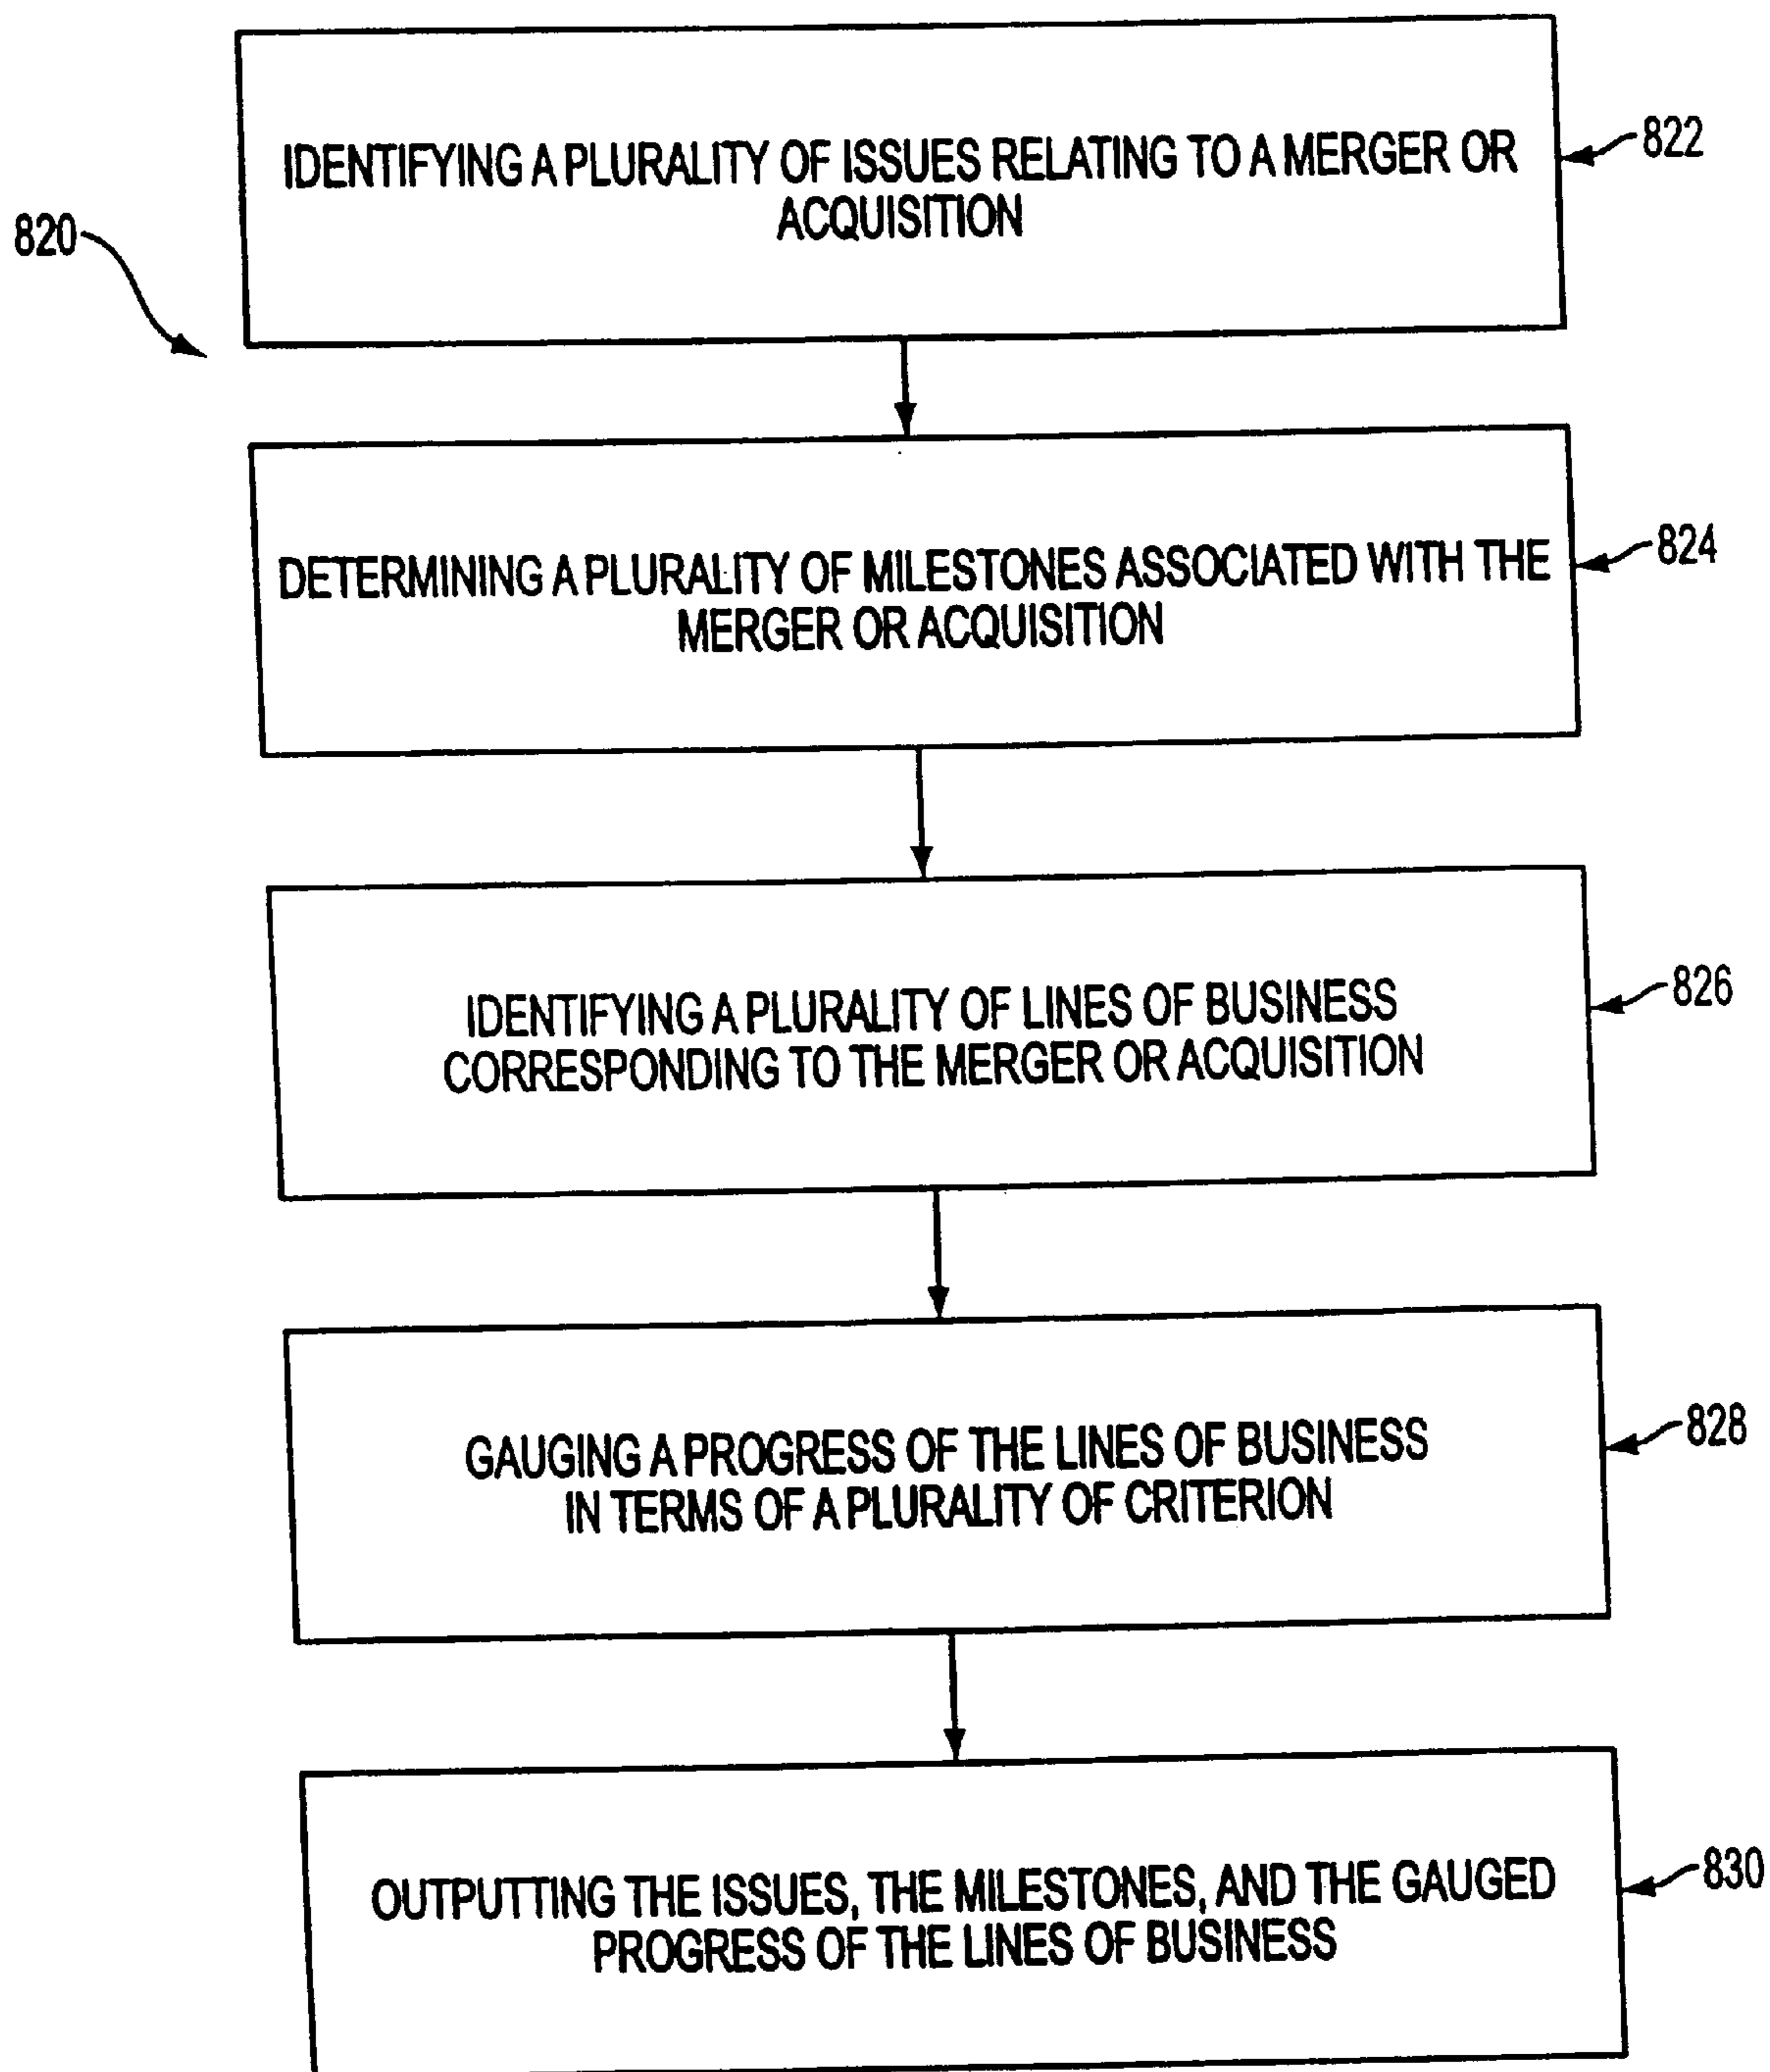 IDENTIFYING A PLURALITY OF ISSUES RELATING TO A MERGER OR
ACQUISITION
822
820
DETERMINING A PLURALITY OF MILESTONES ASSOCIATED WITH THE
MERGER OR ACQUISITION
824
IDENTIFYING A PLURALITY OF LINES OF BUSINESS
CORRESPONDING TO THE MERGER OR ACQUISITION
826
GAUGING A PROGRESS OF THE LINES OF BUSINESS
IN TERMS OF A PLURALITY OF CRITERION
828
OUTPUTTING THE ISSUES, THE MILESTONES, AND THE GAUGED
PROGRESS OF THE LINES OF BUSINESS
830